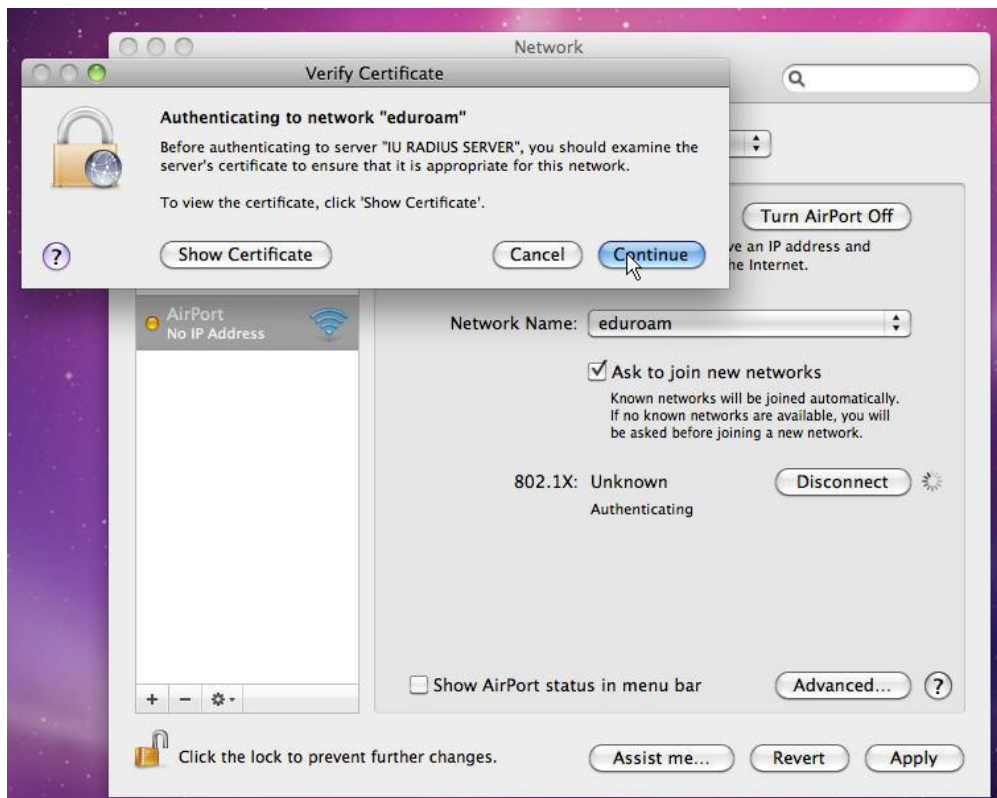 Network
Verify Certificate
Authenticating to network "eduroam"
Before authenticating to server "IU RADIUS SERVER", you should examine the
server's certificate to ensure that it is appropriate for this network.
To view the certificate, click 'Show Certificate'.
? Show Certificate Cancel Continue
Turn AirPort Off
an IP address and
Internet.
AirPort
No IP Address
Network Name: eduroam
Ask to join new networks
Known networks will be joined automatically.
If no known networks are available, you will
be asked before joining a new network.
802.1X: Unknown Disconnect
Authenticating
Show AirPort status in menu bar Advanced... ?
+ −
Click the lock to prevent further changes. Assist me... Revert Apply